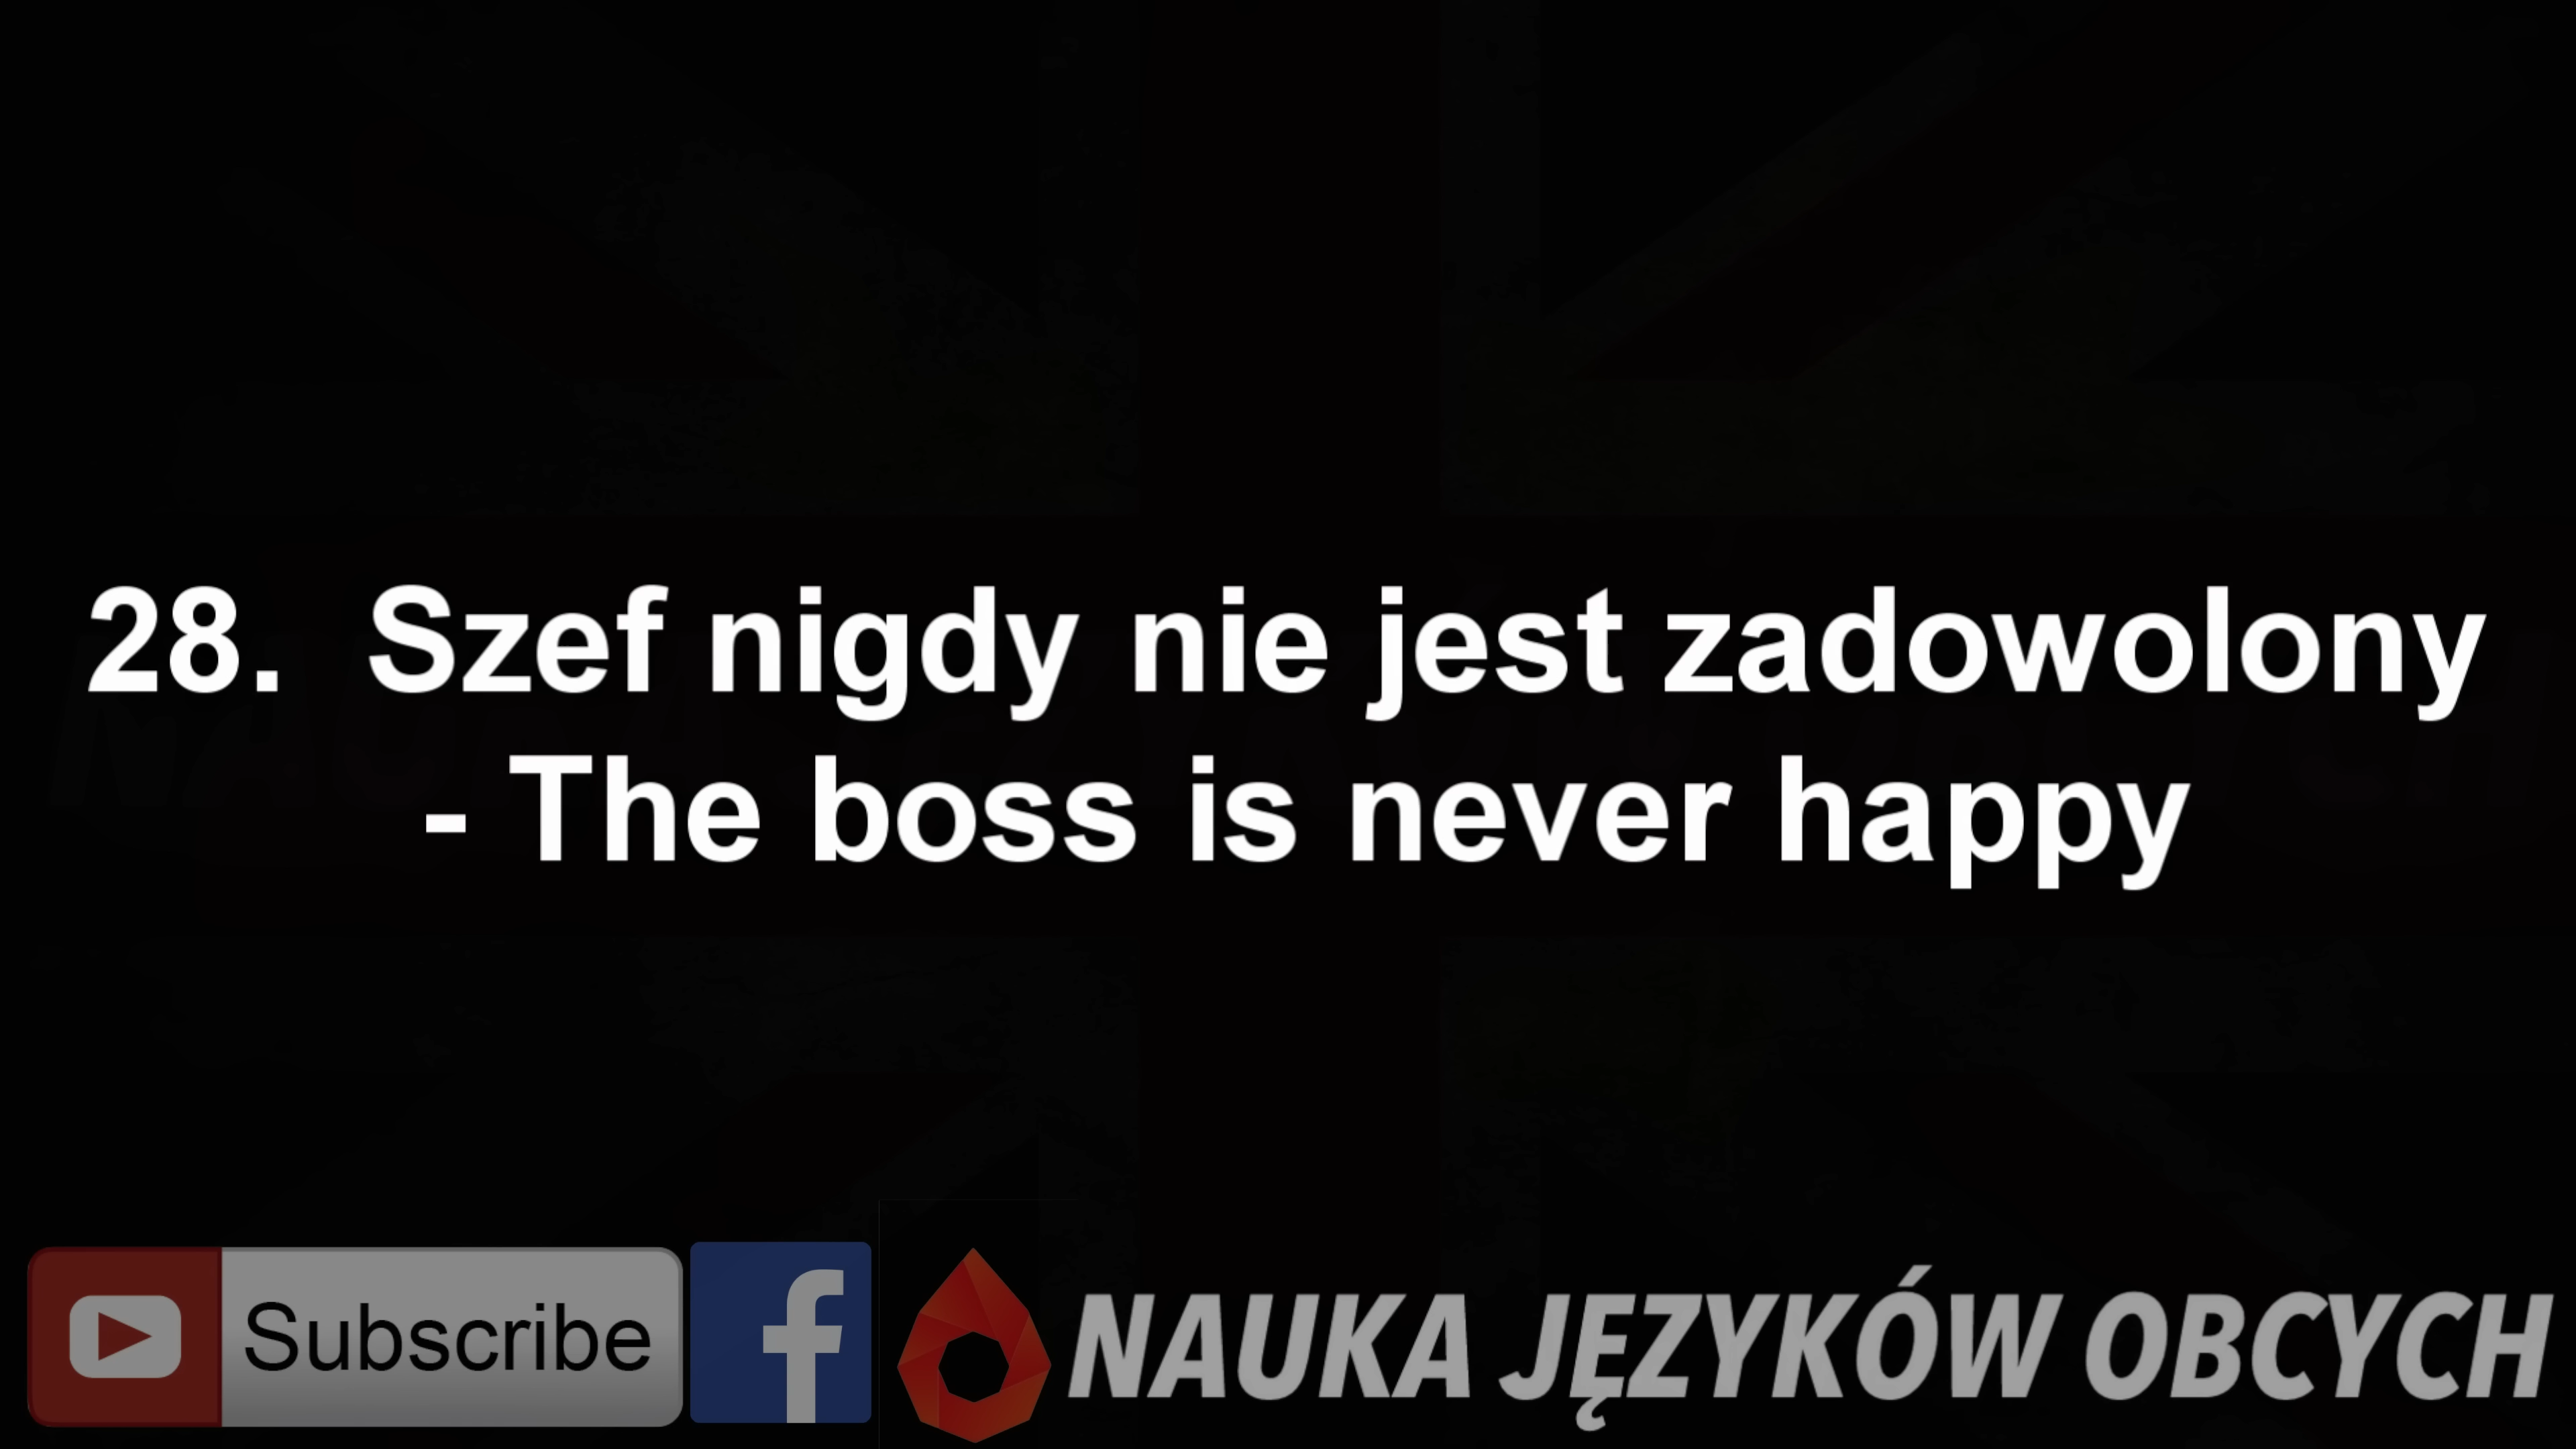 28. Szef nigdy nie jest zadowolony
- The boss is never happy
Subscribe
f
NAUKA JĘZYKÓW OBCYCH